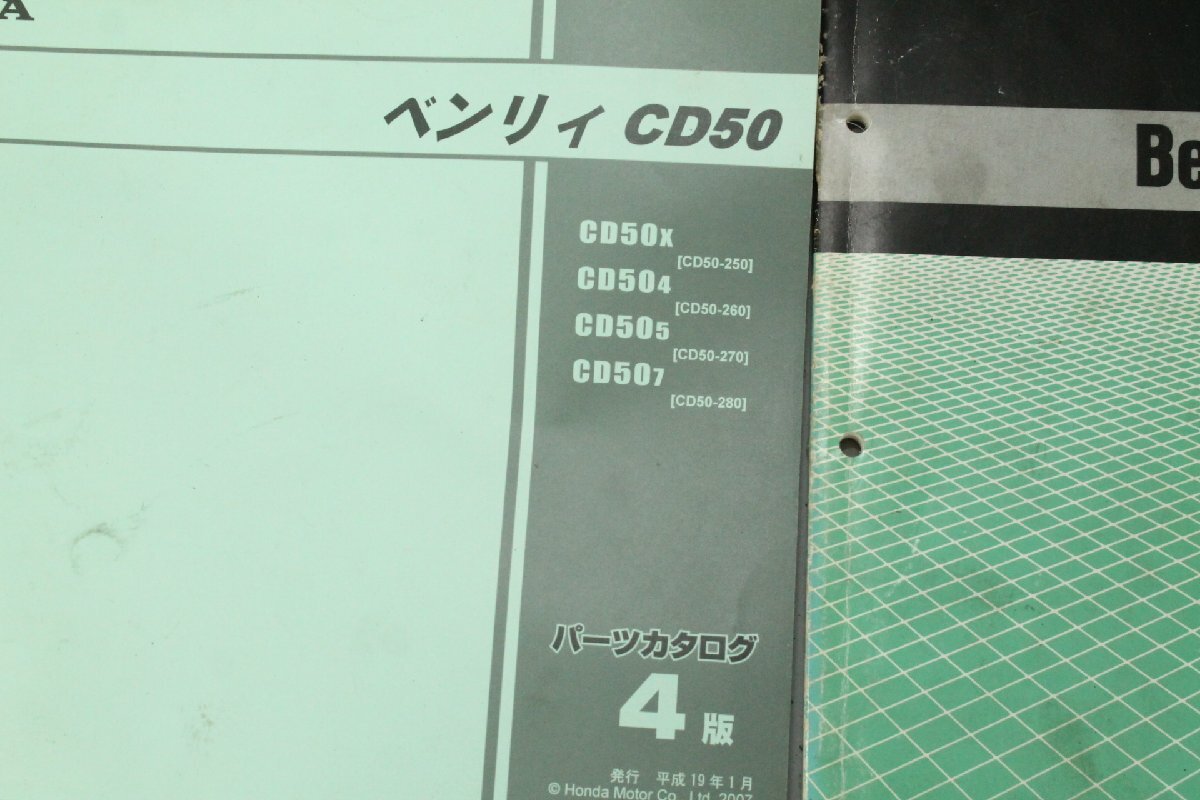 A
ベンリィ CD50
CD50X
[CD50-250]
CD504
[CD50-260]
CD505
[CD50-270]
CD507
[CD50-280]
パーツカタログ
4版
発行 平成19年1月
© Honda Motor Co., Ltd. 2007
Be